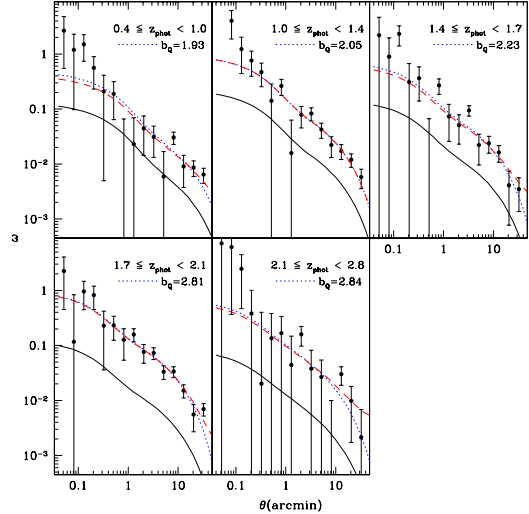 0.4 ≦ z_phot < 1.0
b_Q=1.93
1.0 ≦ z_phot < 1.4
b_Q=2.05
1.4 ≦ z_phot < 1.7
b_Q=2.23
1
0.1
10⁻²
10⁻³
0.1 1 10
ω
1.7 ≦ z_phot < 2.1
b_Q=2.81
2.1 ≦ z_phot < 2.8
b_Q=2.84
1
0.1
10⁻²
10⁻³
0.1 1 10 0.1 1 10
θ(arcmin)